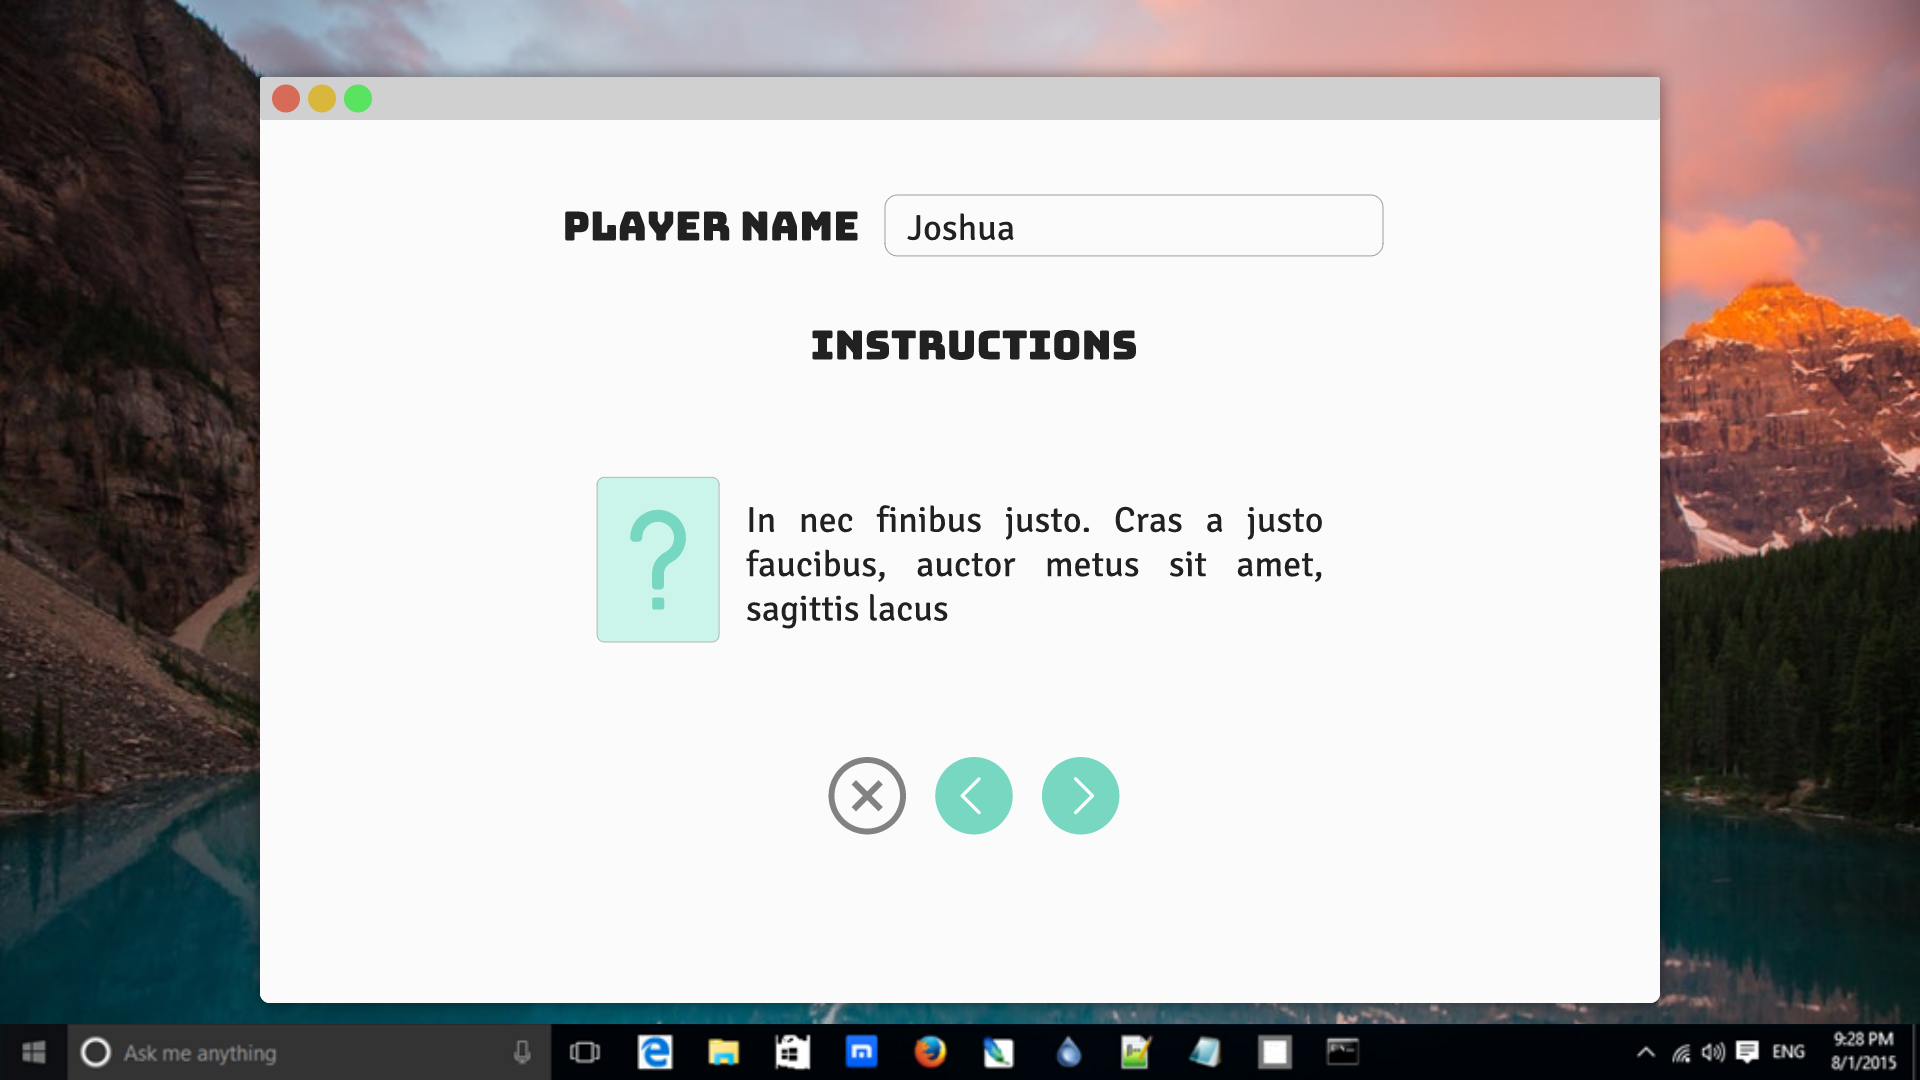 PLAYER NAME
Joshua
INSTRUCTIONS
?
In nec finibus justo. Cras a justo
faucibus, auctor metus sit amet,
sagittis lacus
Ask me anything
ENG
9:28 PM
8/1/2015